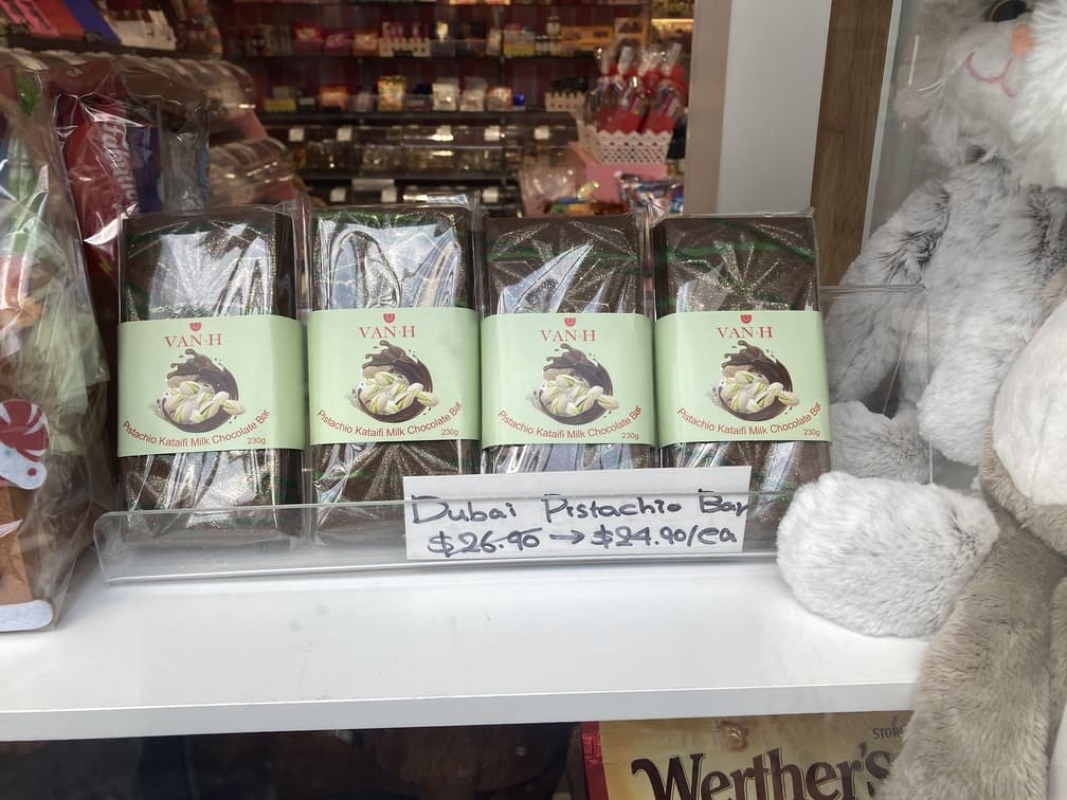 VAN·H
Pistachio Kataifi Milk Chocolate Bar
230g
VAN·H
Pistachio Kataifi Milk Chocolate Bar
230g
VAN·H
Pistachio Kataifi Milk Chocolate Bar
230g
VAN·H
Pistachio Kataifi Milk Chocolate Bar
230g
Dubai Pistachio Bar
$26.90 → $24.90/ea
Werther's